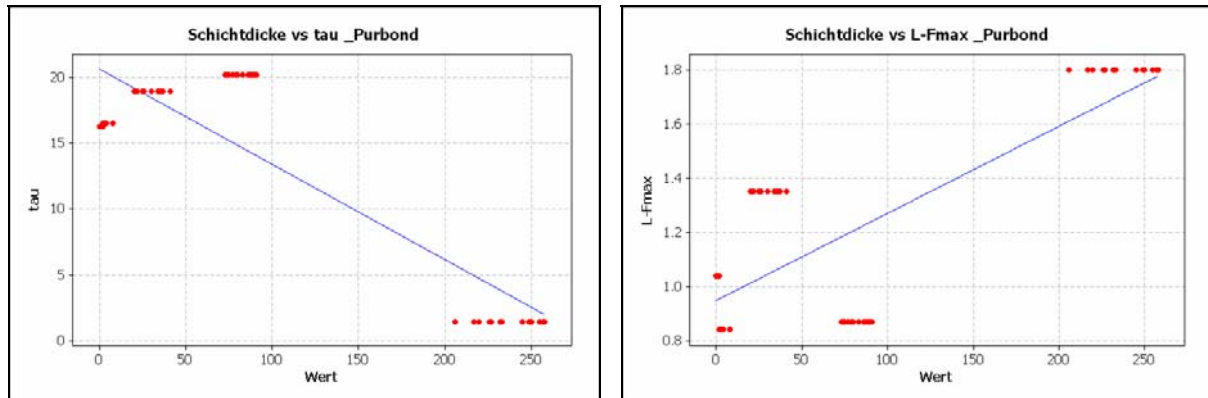 Schichtdicke vs tau _Purbond
20
15
10
5
0
tau
0 50 100 150 200 250
Wert
Schichtdicke vs L-Fmax _Purbond
1.8
1.6
1.4
1.2
1.0
0.8
L-Fmax
0 50 100 150 200 250
Wert